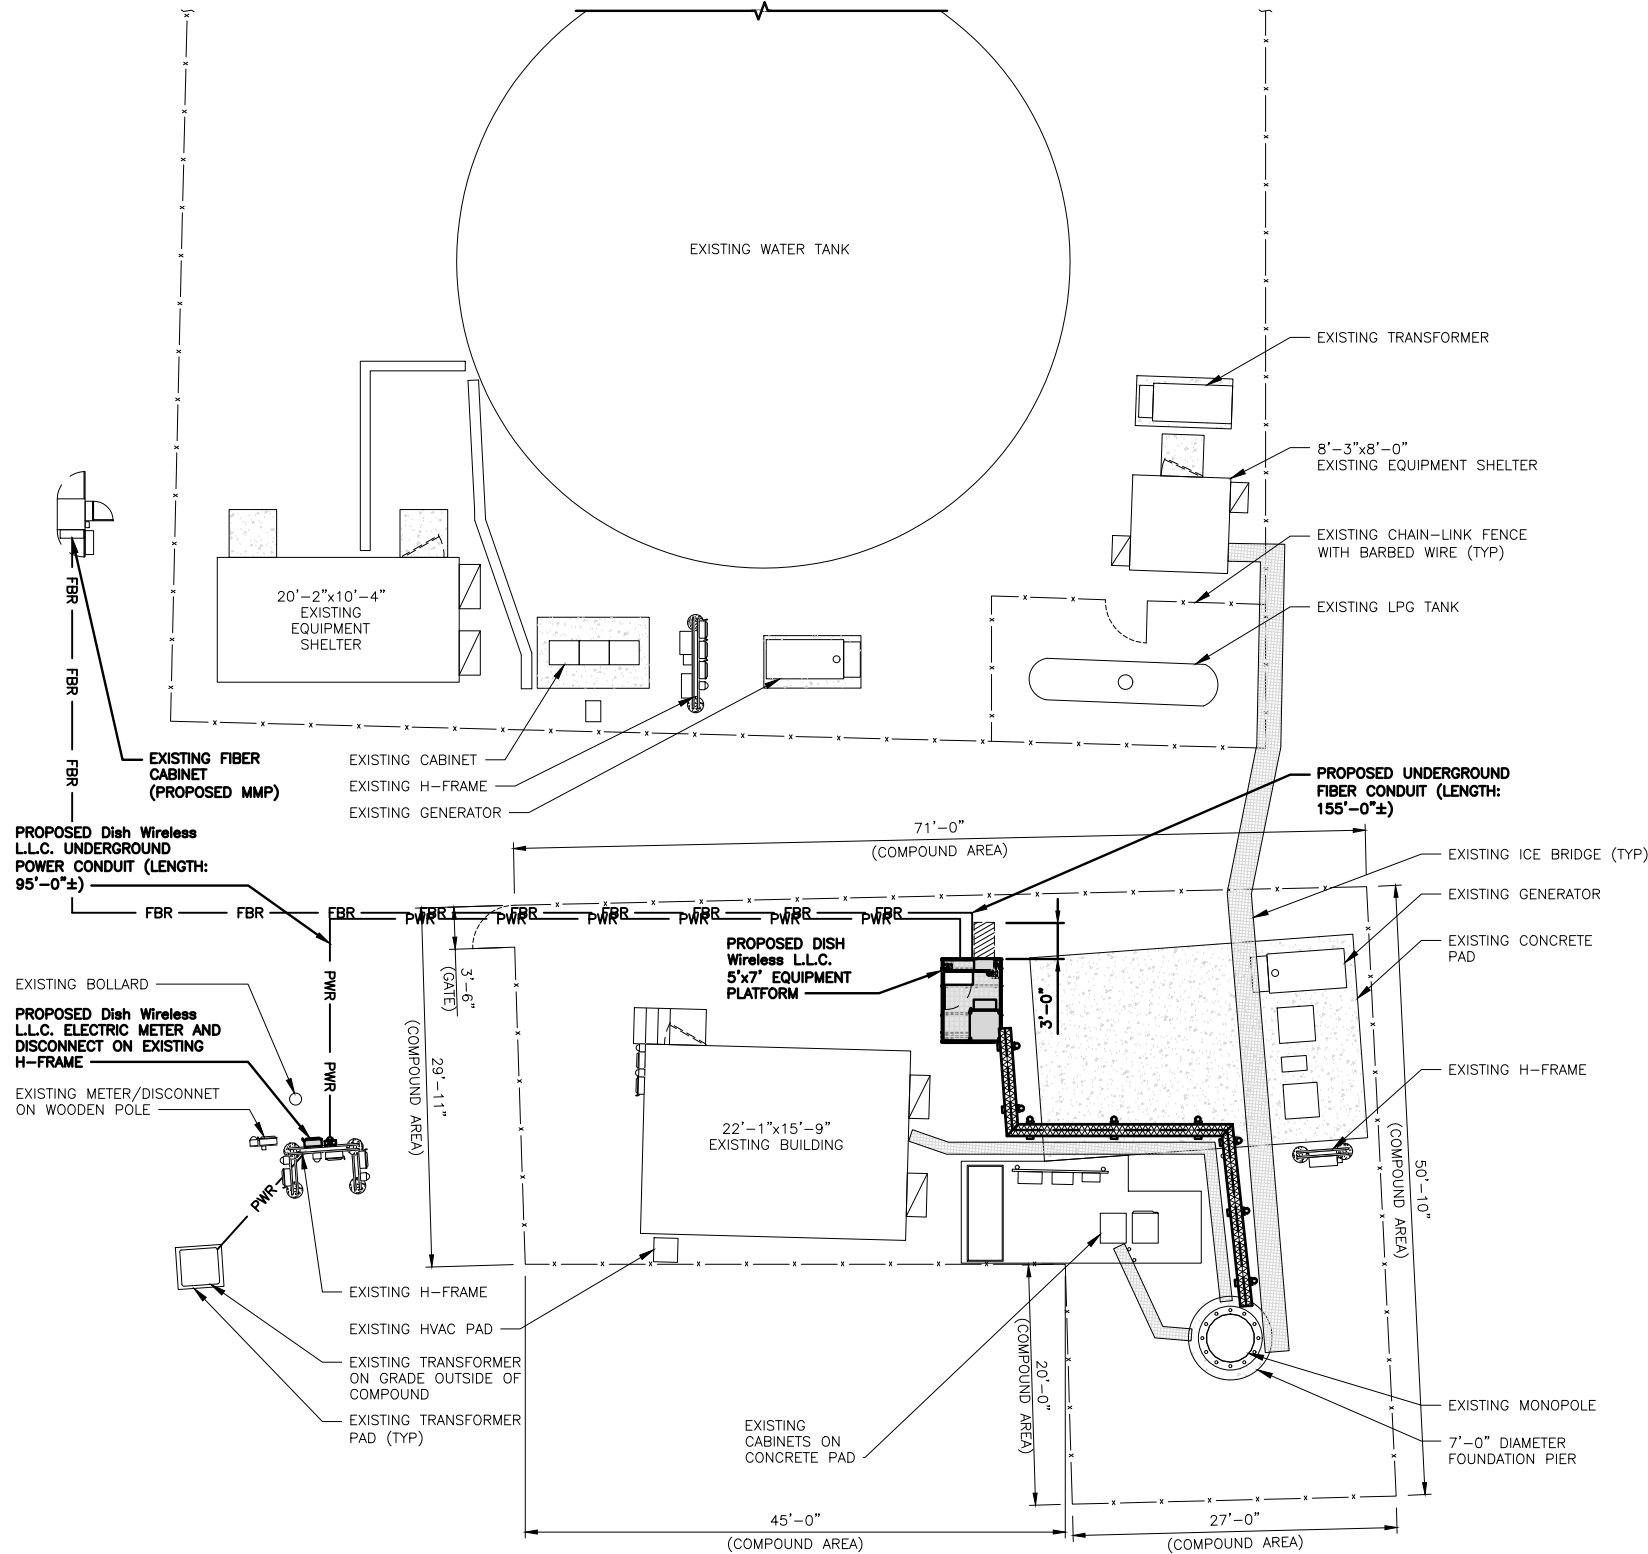 EXISTING WATER TANK
EXISTING TRANSFORMER
8'-3"x8'-0"
EXISTING EQUIPMENT SHELTER
EXISTING CHAIN-LINK FENCE
WITH BARBED WIRE (TYP)
EXISTING LPG TANK
20'-2"x10'-4"
EXISTING
EQUIPMENT
SHELTER
FBR
FBR
FBR
EXISTING FIBER
CABINET
(PROPOSED MMP)
EXISTING CABINET
EXISTING H-FRAME
EXISTING GENERATOR
PROPOSED UNDERGROUND
FIBER CONDUIT (LENGTH:
155'-0"±)
PROPOSED Dish Wireless
L.L.C. UNDERGROUND
POWER CONDUIT (LENGTH:
95'-0"±)
71'-0"
(COMPOUND AREA)
EXISTING ICE BRIDGE (TYP)
EXISTING GENERATOR
EXISTING CONCRETE
PAD
FBR FBR FBR FBR FBR FBR FBR FBR FBR
PWR PWR PWR PWR PWR PWR
3'-6"
(GATE)
PROPOSED DISH
Wireless L.L.C.
5'x7' EQUIPMENT
PLATFORM
3'-0"
EXISTING BOLLARD
PROPOSED Dish Wireless
L.L.C. ELECTRIC METER AND
DISCONNECT ON EXISTING
H-FRAME
EXISTING METER/DISCONNET
ON WOODEN POLE
PWR
PWR
PWR
29'-11"
(COMPOUND AREA)
22'-1"x15'-9"
EXISTING BUILDING
EXISTING H-FRAME
50'-10"
(COMPOUND AREA)
EXISTING H-FRAME
EXISTING HVAC PAD
EXISTING TRANSFORMER
ON GRADE OUTSIDE OF
COMPOUND
EXISTING TRANSFORMER
PAD (TYP)
20'-0"
(COMPOUND AREA)
EXISTING
CABINETS ON
CONCRETE PAD
EXISTING MONOPOLE
7'-0" DIAMETER
FOUNDATION PIER
45'-0"
(COMPOUND AREA)
27'-0"
(COMPOUND AREA)